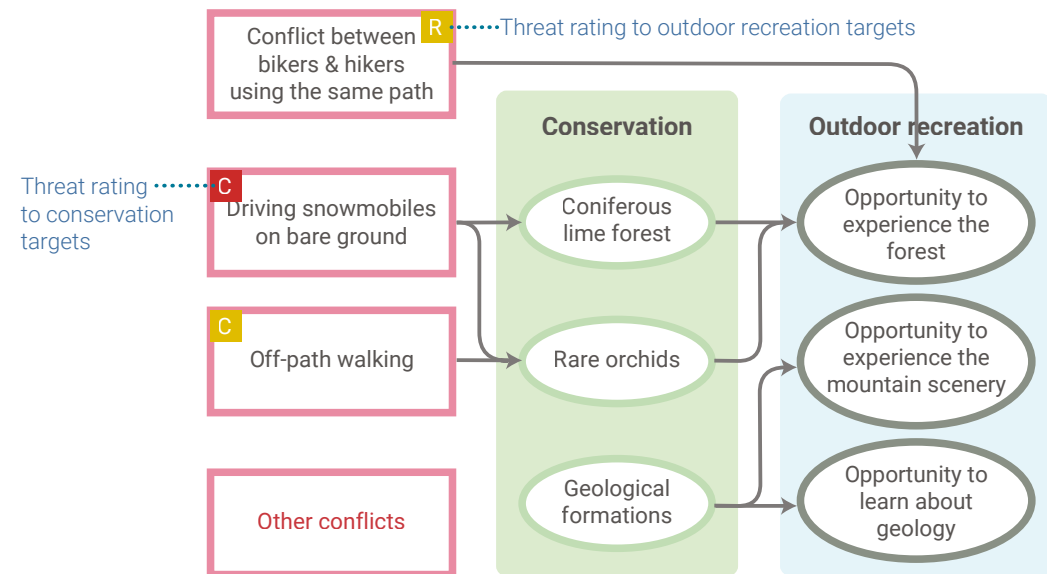 Conflict between
bikers & hikers
using the same path
R
Threat rating to outdoor recreation targets
Conservation
Outdoor recreation
Threat rating
to conservation
targets
C
Driving snowmobiles
on bare ground
Coniferous
lime forest
Opportunity to
experience the
forest
C
Off-path walking
Rare orchids
Opportunity to
experience the
mountain scenery
Other conflicts
Geological
formations
Opportunity to
learn about
geology